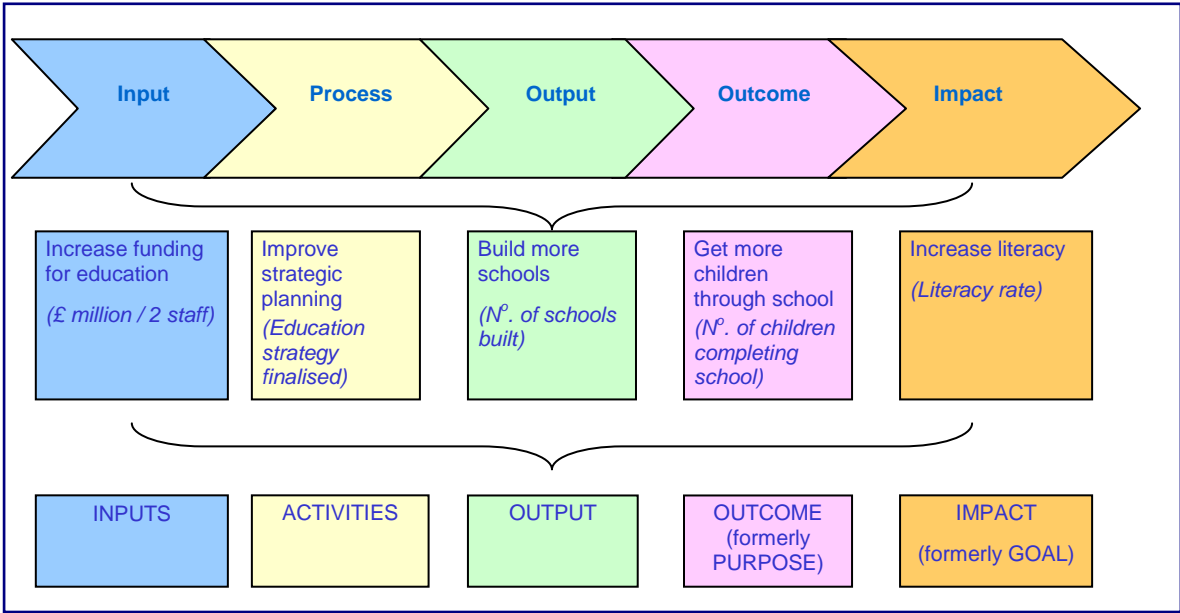 Input
Process
Output
Outcome
Impact
Increase funding
for education
(£ million / 2 staff)
Improve
strategic
planning
(Education
strategy
finalised)
Build more
schools
(Nº. of schools
built)
Get more
children
through school
(Nº. of children
completing
school)
Increase literacy
(Literacy rate)
INPUTS
ACTIVITIES
OUTPUT
OUTCOME
(formerly
PURPOSE)
IMPACT
(formerly GOAL)